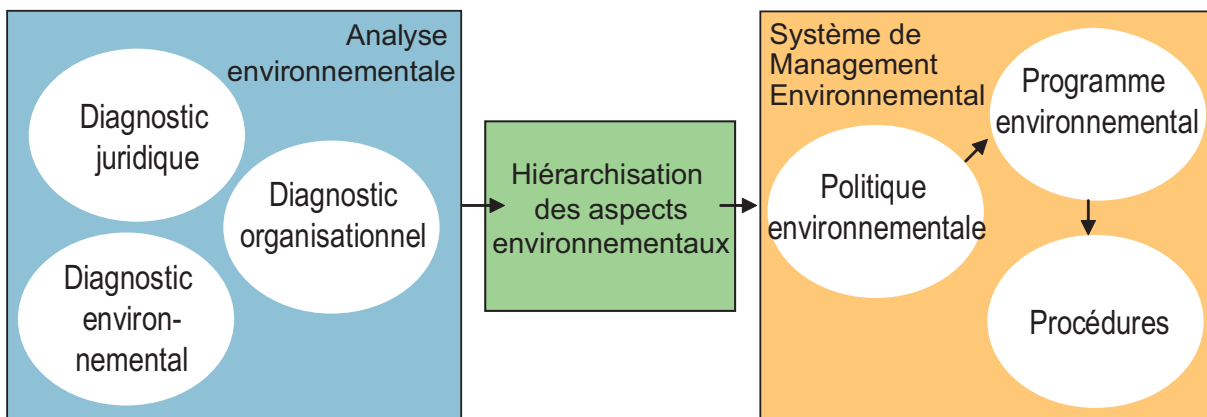 Analyse
environnementale
Diagnostic
juridique
Diagnostic
organisationnel
Diagnostic
environ-
nemental
Hiérarchisation
des aspects
environnementaux
Système de
Management
Environnemental
Politique
environnementale
Programme
environnemental
Procédures